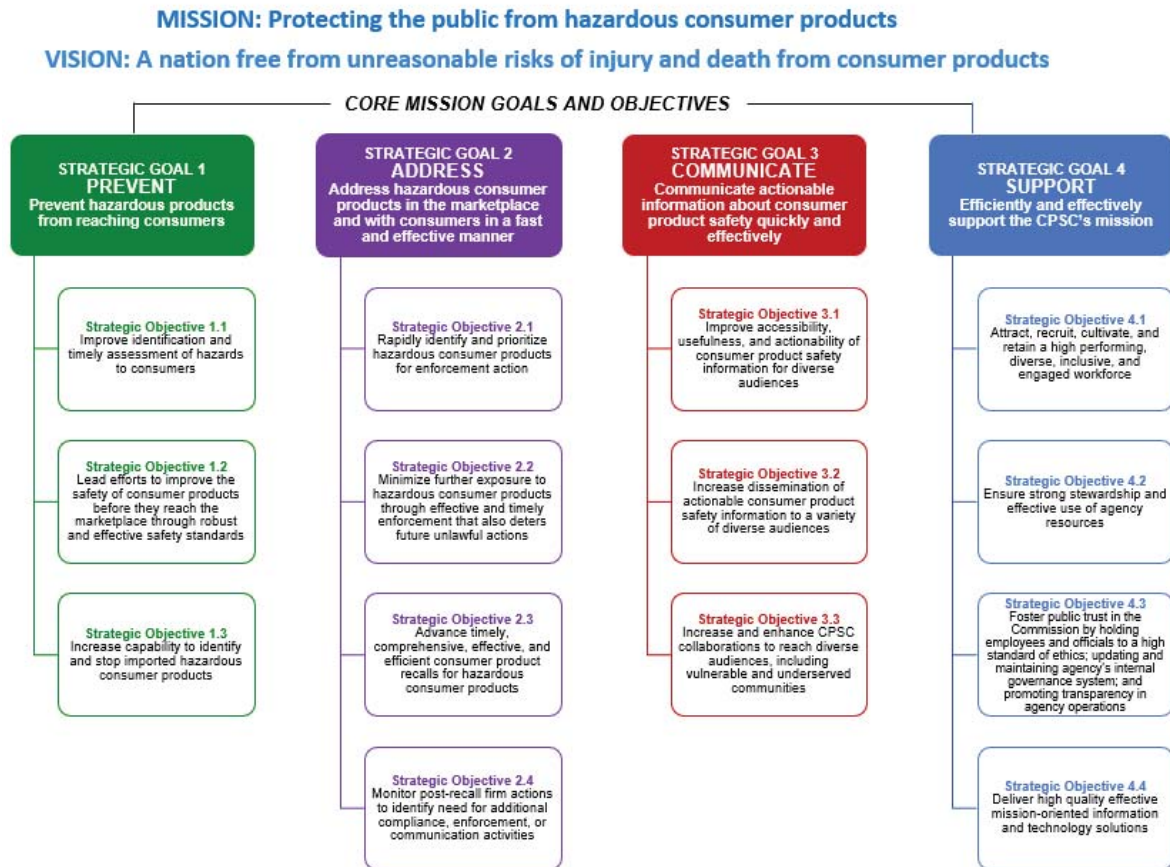 MISSION: Protecting the public from hazardous consumer products
VISION: A nation free from unreasonable risks of injury and death from consumer products
CORE MISSION GOALS AND OBJECTIVES
STRATEGIC GOAL 1
PREVENT
Prevent hazardous products
from reaching consumers
Strategic Objective 1.1
Improve identification and
timely assessment of hazards
to consumers
Strategic Objective 1.2
Lead efforts to improve the
safety of consumer products
before they reach the
marketplace through robust
and effective safety standards
Strategic Objective 1.3
Increase capability to identify
and stop imported hazardous
consumer products
STRATEGIC GOAL 2
ADDRESS
Address hazardous consumer
products in the marketplace
and with consumers in a fast
and effective manner
Strategic Objective 2.1
Rapidly identify and prioritize
hazardous consumer products
for enforcement action
Strategic Objective 2.2
Minimize further exposure to
hazardous consumer products
through effective and timely
enforcement that also deters
future unlawful actions
Strategic Objective 2.3
Advance timely,
comprehensive, effective, and
efficient consumer product
recalls for hazardous
consumer products
Strategic Objective 2.4
Monitor post-recall firm actions
to identify need for additional
compliance, enforcement, or
communication activities
STRATEGIC GOAL 3
COMMUNICATE
Communicate actionable
information about consumer
product safety quickly and
effectively
Strategic Objective 3.1
Improve accessibility,
usefulness, and actionability of
consumer product safety
information for diverse
audiences
Strategic Objective 3.2
Increase dissemination of
actionable consumer product
safety information to a variety
of diverse audiences
Strategic Objective 3.3
Increase and enhance CPSC
collaborations to reach diverse
audiences, including
vulnerable and underserved
communities
STRATEGIC GOAL 4
SUPPORT
Efficiently and effectively
support the CPSC's mission
Strategic Objective 4.1
Attract, recruit, cultivate, and
retain a high performing,
diverse, inclusive, and
engaged workforce
Strategic Objective 4.2
Ensure strong stewardship and
effective use of agency
resources
Strategic Objective 4.3
Foster public trust in the
Commission by holding
employees and officials to a high
standard of ethics; updating and
maintaining agency's internal
governance system; and
promoting transparency in
agency operations
Strategic Objective 4.4
Deliver high quality effective
mission-oriented information
and technology solutions